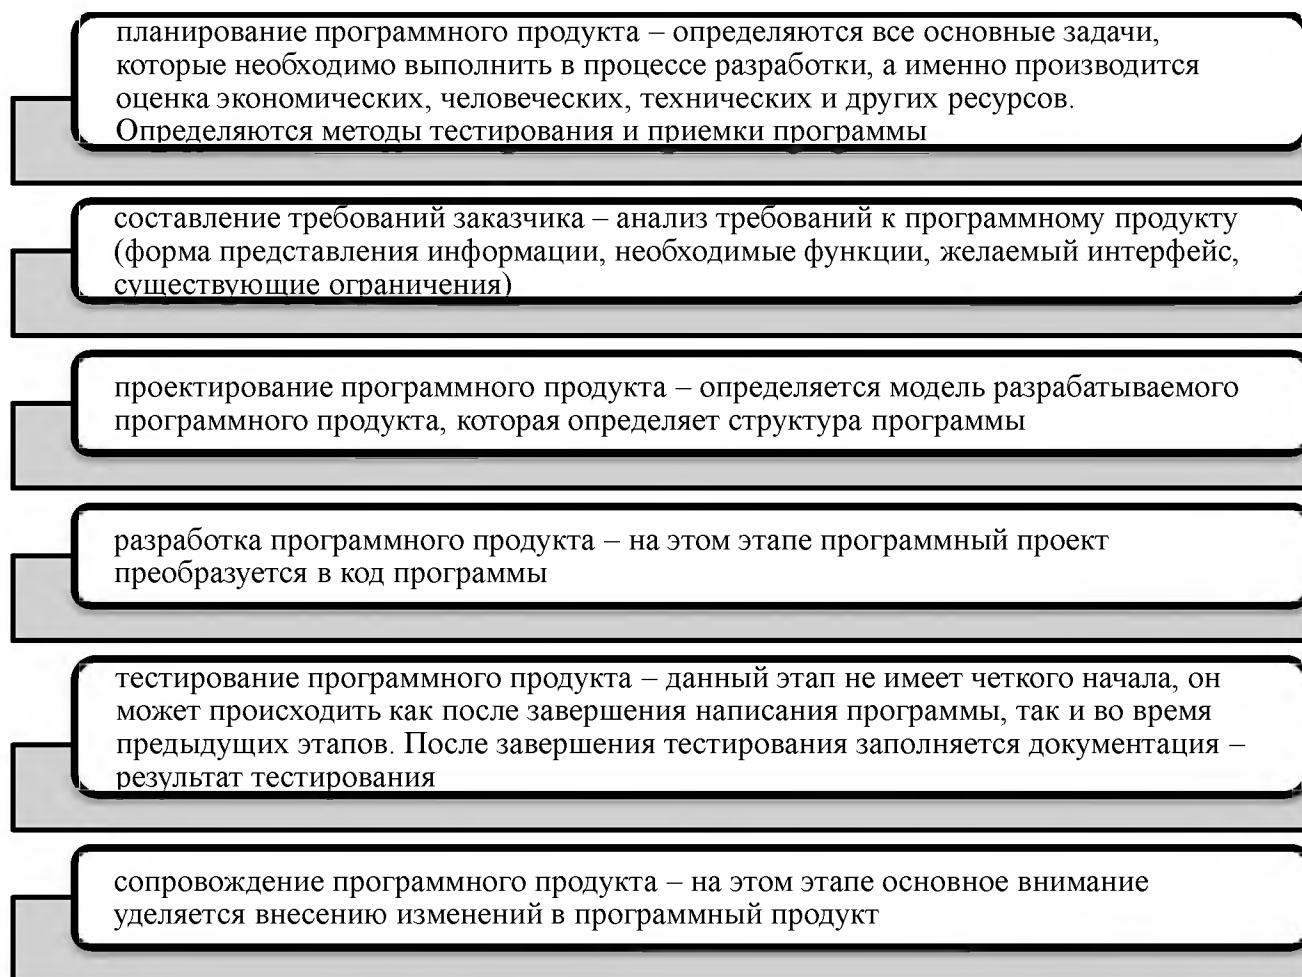 планирование программного продукта – определяются все основные задачи,
которые необходимо выполнить в процессе разработки, а именно производится
оценка экономических, человеческих, технических и других ресурсов.
Определяются методы тестирования и приемки программы
составление требований заказчика – анализ требований к программному продукту
(форма представления информации, необходимые функции, желаемый интерфейс,
существующие ограничения)
проектирование программного продукта – определяется модель разрабатываемого
программного продукта, которая определяет структура программы
разработка программного продукта – на этом этапе программный проект
преобразуется в код программы
тестирование программного продукта – данный этап не имеет четкого начала, он
может происходить как после завершения написания программы, так и во время
предыдущих этапов. После завершения тестирования заполняется документация –
результат тестирования
сопровождение программного продукта – на этом этапе основное внимание
уделяется внесению изменений в программный продукт